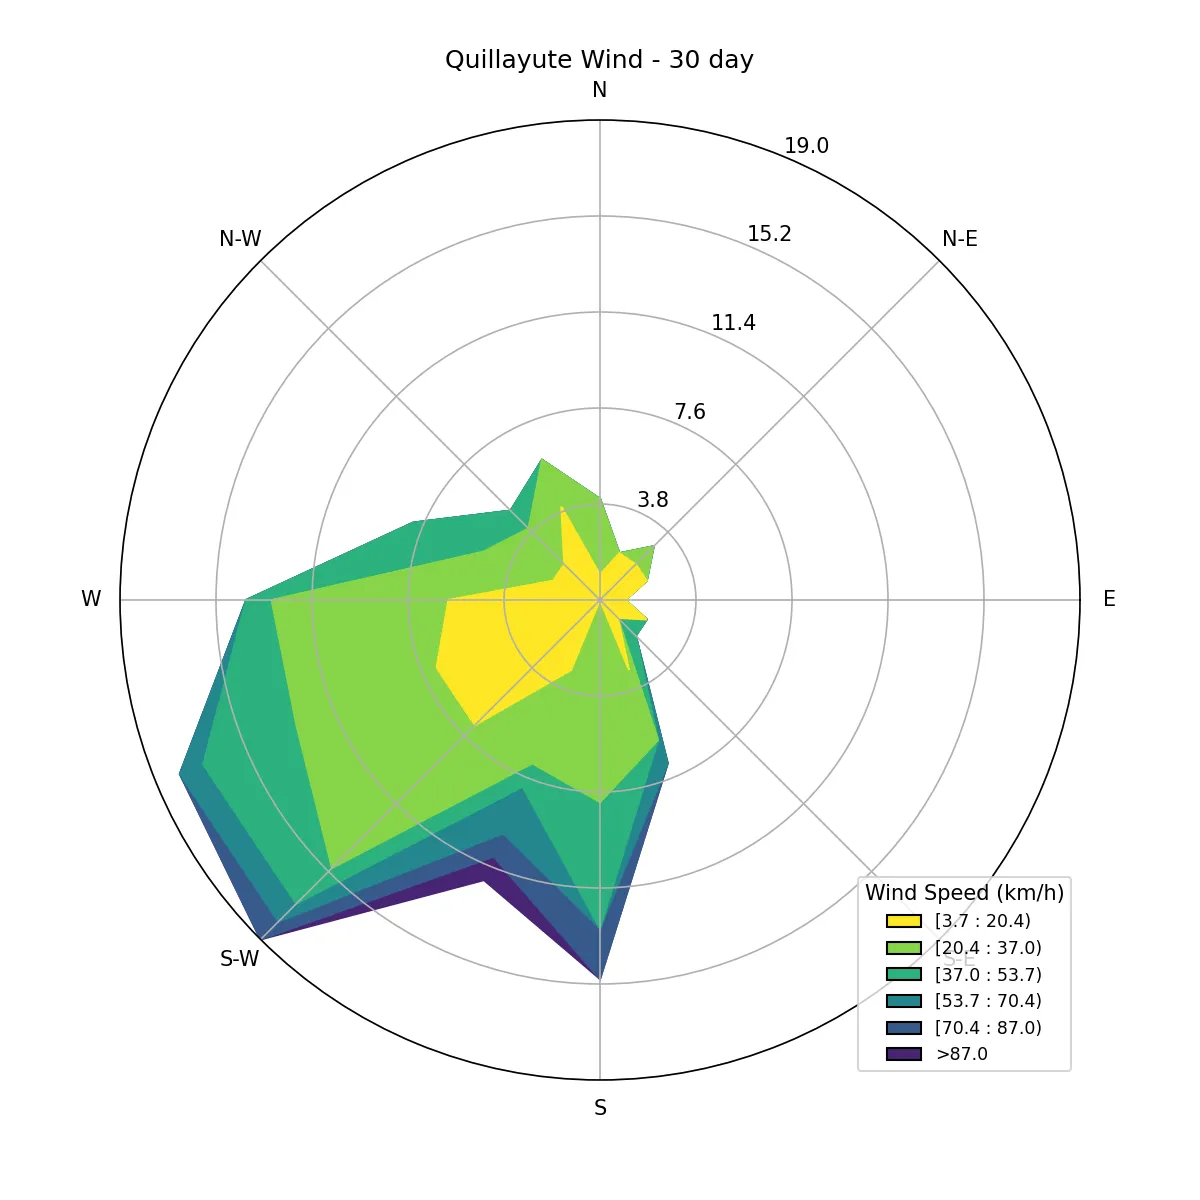 Quillayute Wind - 30 day
N
19.0
15.2
N-W
N-E
11.4
7.6
3.8
W
E
Wind Speed (km/h)
[3.7 : 20.4)
[20.4 : 37.0)
S-W
S-E
[37.0 : 53.7)
[53.7 : 70.4)
[70.4 : 87.0)
>87.0
S